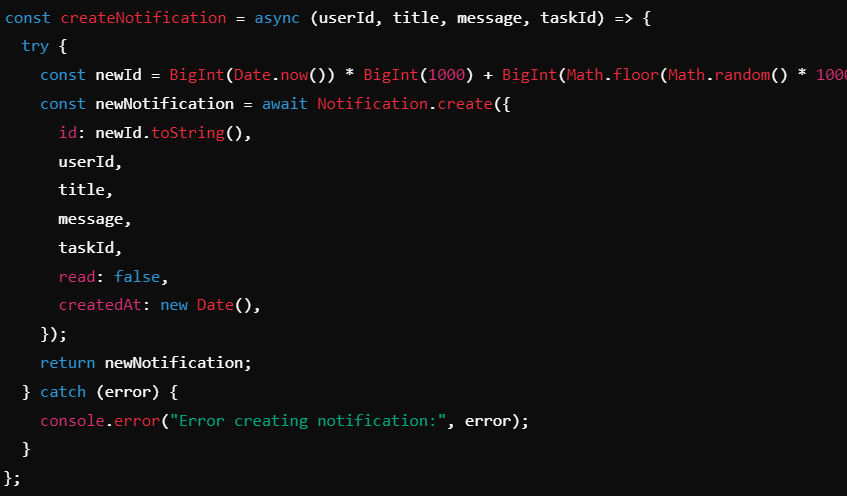 const createNotification = async (userId, title, message, taskId) => {
  try {
    const newId = BigInt(Date.now()) * BigInt(1000) + BigInt(Math.floor(Math.random() * 1000
    const newNotification = await Notification.create({
      id: newId.toString(),
      userId,
      title,
      message,
      taskId,
      read: false,
      createdAt: new Date(),
    });
    return newNotification;
  } catch (error) {
    console.error("Error creating notification:", error);
  }
};